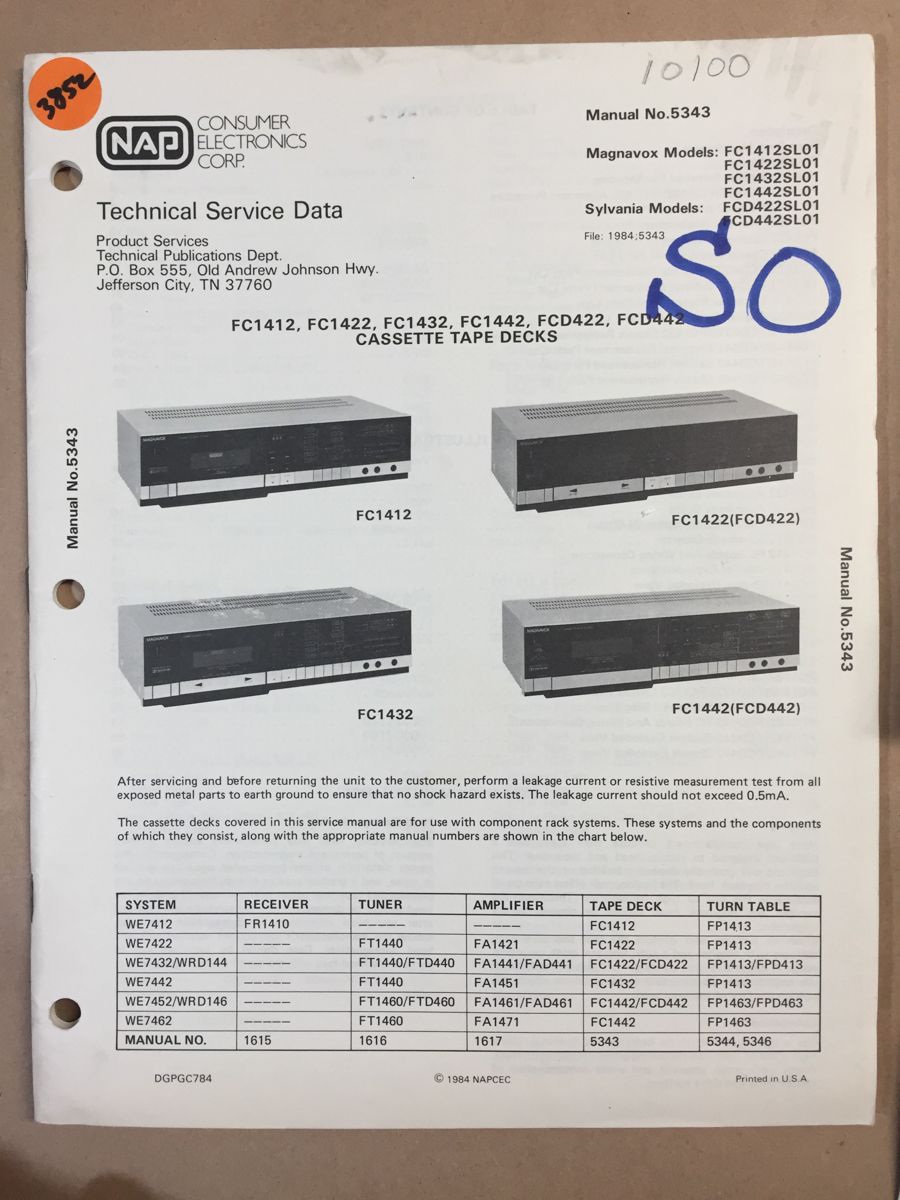 3852
10100
NAP
CONSUMER
ELECTRONICS
CORP.
Technical Service Data
Product Services
Technical Publications Dept.
P.O. Box 555, Old Andrew Johnson Hwy.
Jefferson City, TN 37760
Manual No.5343
Magnavox Models: FC1412SL01
FC1422SL01
FC1432SL01
FC1442SL01
Sylvania Models: FCD422SL01
FCD442SL01
File: 1984;5343
SO
FC1412, FC1422, FC1432, FC1442, FCD422, FCD442
CASSETTE TAPE DECKS
Manual No.5343
MAGNAVOX
FC1412
MAGNAVOX
FC1422(FCD422)
MAGNAVOX
FC1432
MAGNAVOX
FC1442(FCD442)
Manual No.5343
After servicing and before returning the unit to the customer, perform a leakage current or resistive measurement test from all
exposed metal parts to earth ground to ensure that no shock hazard exists. The leakage current should not exceed 0.5mA.
The cassette decks covered in this service manual are for use with component rack systems. These systems and the components
of which they consist, along with the appropriate manual numbers are shown in the chart below.
SYSTEM RECEIVER TUNER AMPLIFIER TAPE DECK TURN TABLE
WE7412 FR1410 ————— ————— FC1412 FP1413
WE7422 ————— FT1440 FA1421 FC1422 FP1413
WE7432/WRD144 ————— FT1440/FTD440 FA1441/FAD441 FC1422/FCD422 FP1413/FPD413
WE7442 ————— FT1440 FA1451 FC1432 FP1413
WE7452/WRD146 ————— FT1460/FTD460 FA1461/FAD461 FC1442/FCD442 FP1463/FPD463
WE7462 ————— FT1460 FA1471 FC1442 FP1463
MANUAL NO. 1615 1616 1617 5343 5344, 5346
DGPGC784 © 1984 NAPCEC Printed in U.S.A.